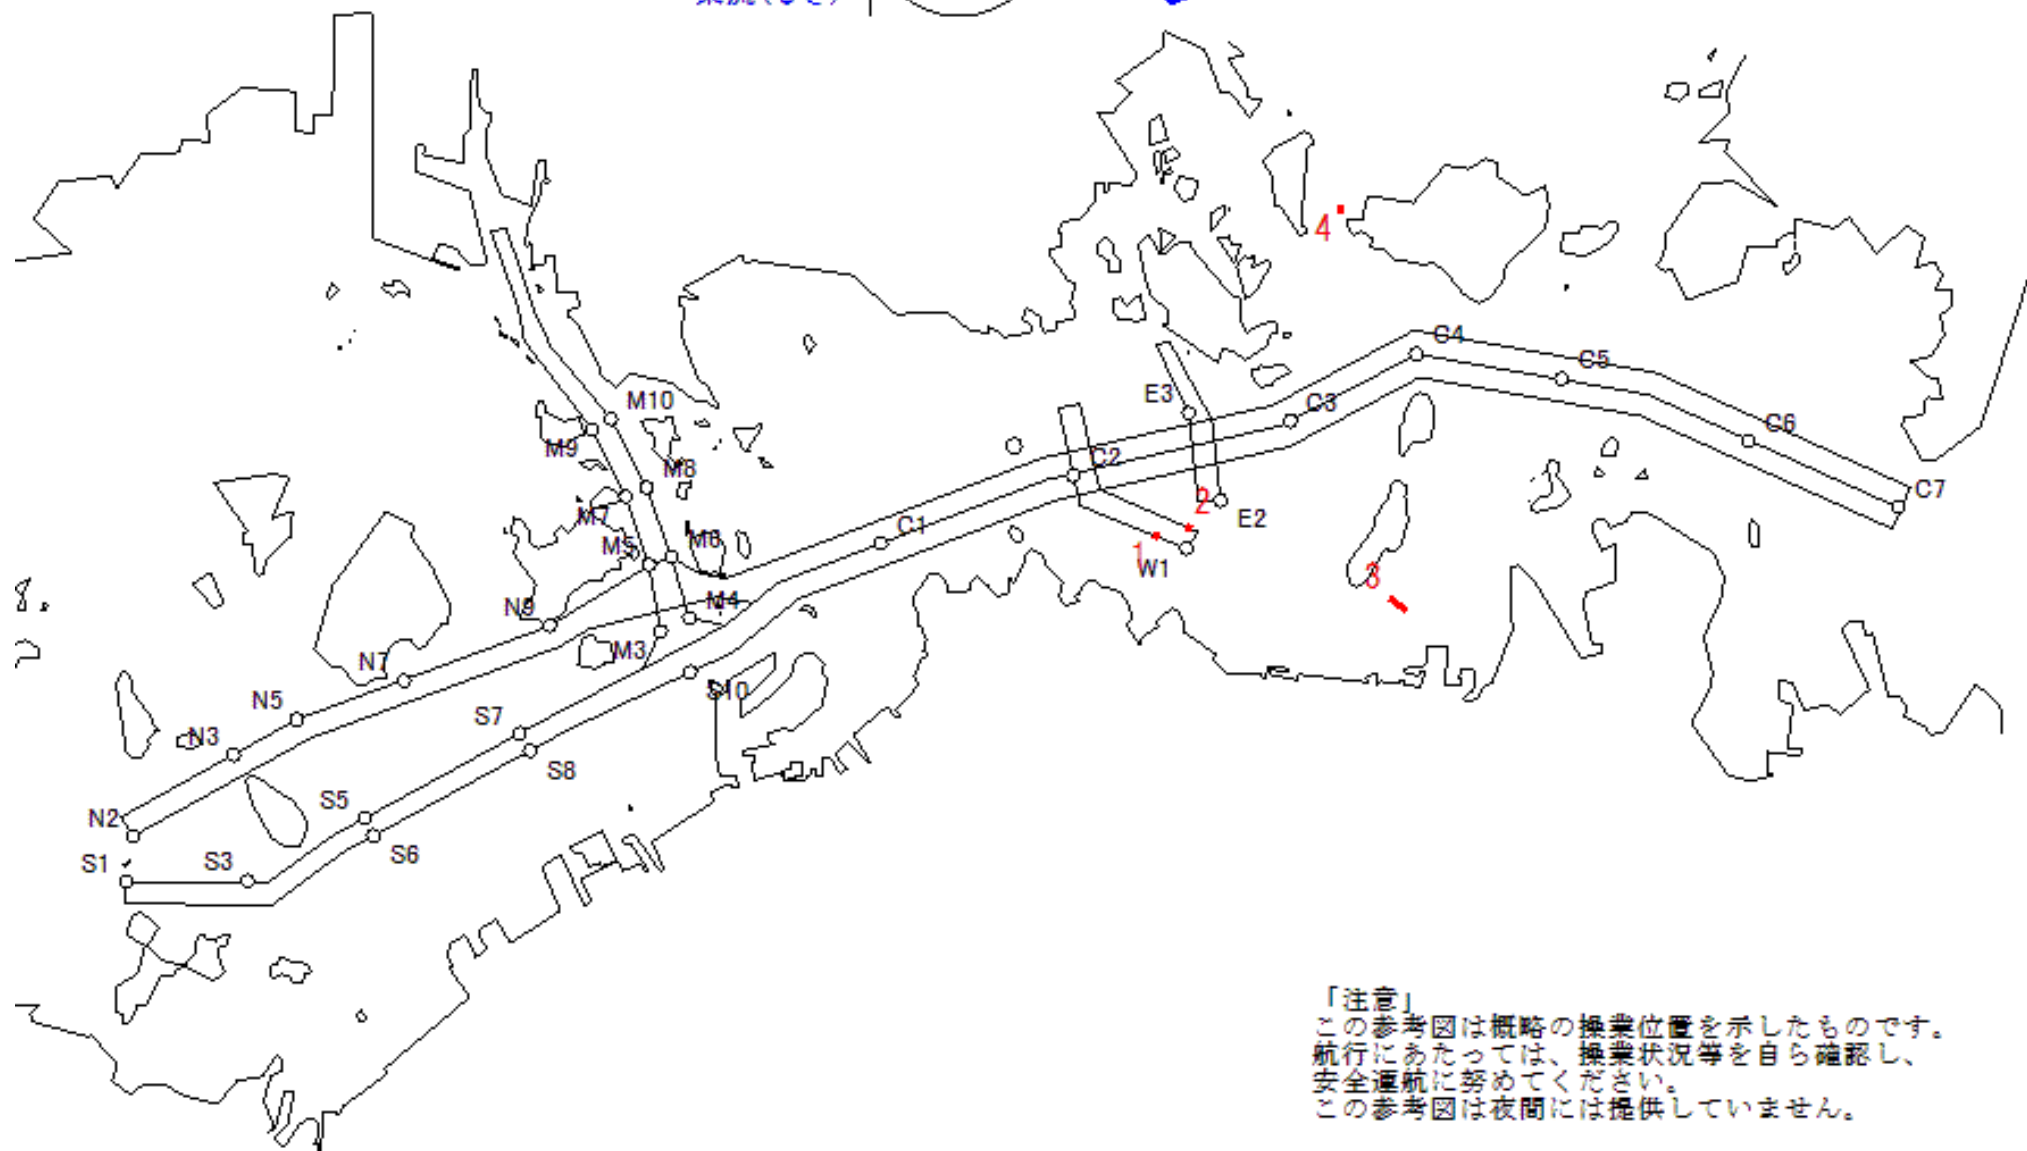 4
C4
C5
E3
M10
C3
C6
M9
M8
C2
C7
M7
2
E2
C1
M5
M6
1
W1
3
N9
M4
M3
N7
S10
N5
S7
N3
S8
S5
N2
S6
S1
S3
「注意」
この参考図は概略の操業位置を示したものです。
航行にあたっては、操業状況等を自ら確認し、
安全運航に努めてください。
この参考図は夜間には提供していません。